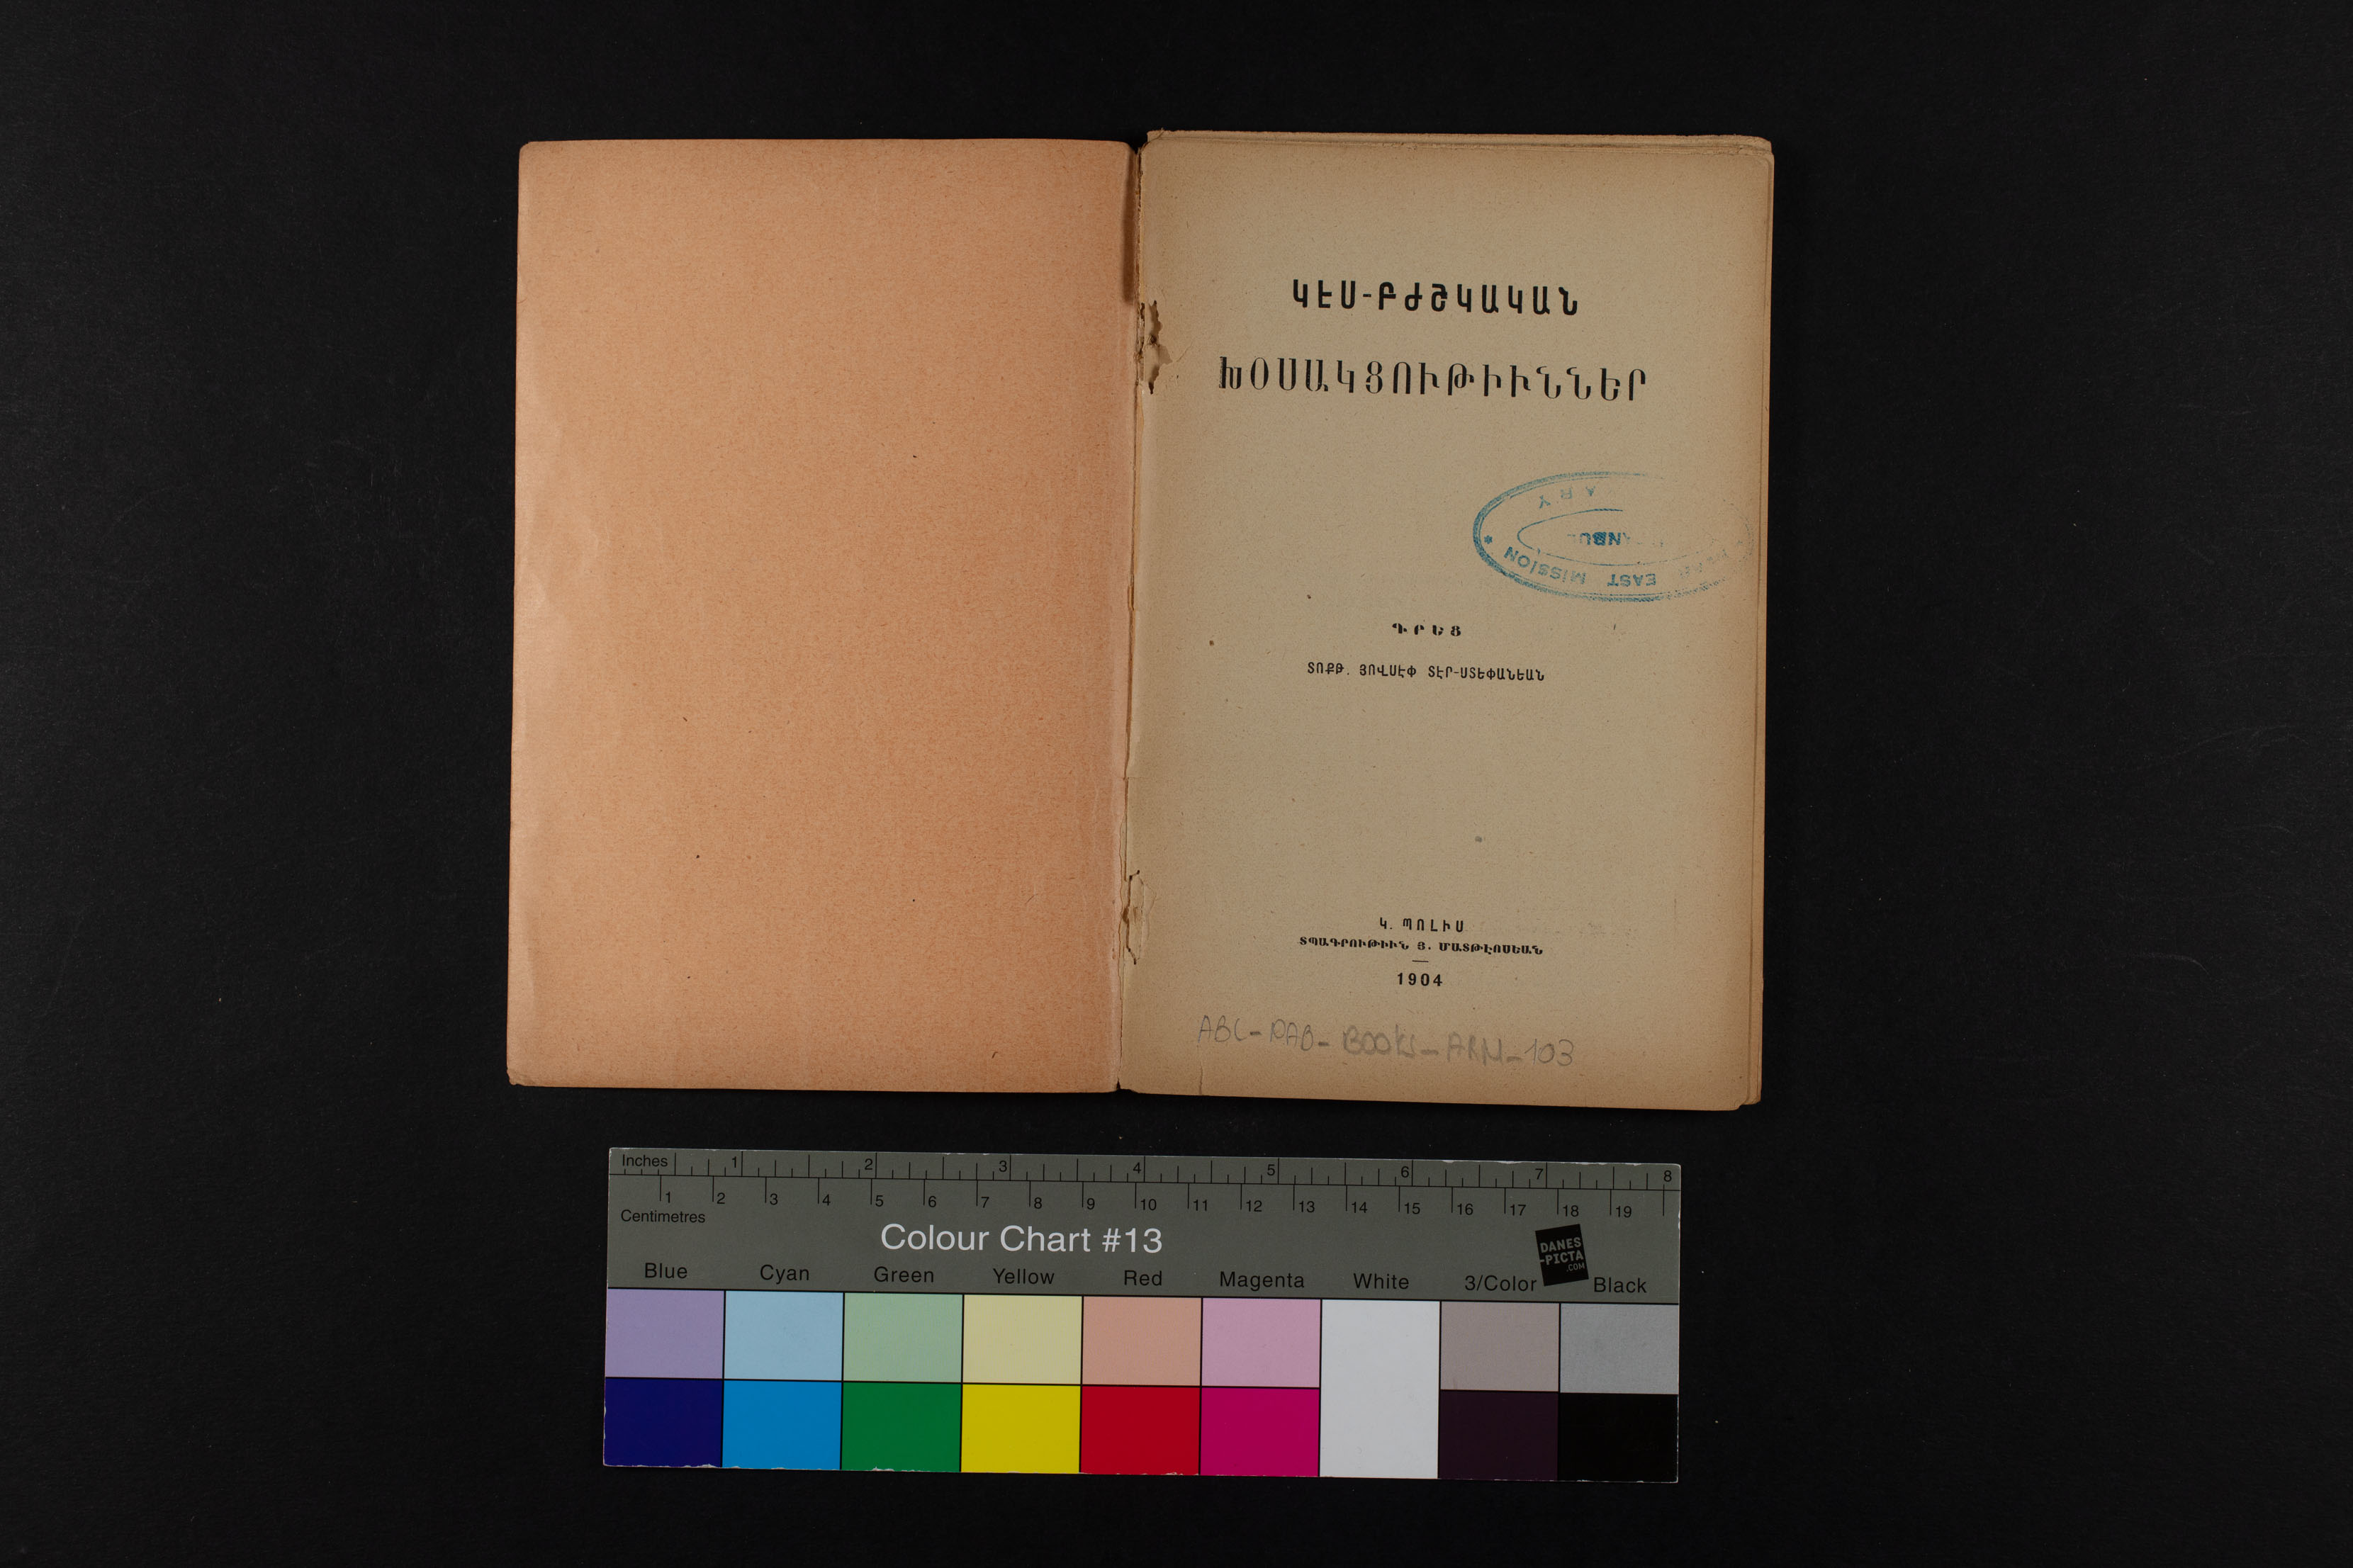 ԿԷՍ-ԲԺՇԿԱԿԱՆ
ԽՕՍԱԿՑՈՒԹԻՒՆՆԵՐ
EAST MISSION
ԳՐԵՑ
ՏՈՔԹ. ՅՈՎՍԷՓ ՏԷՐ-ՍՏԵՓԱՆԵԱՆ
Կ. ՊՈԼԻՍ
ՏՊԱԳՐՈՒԹԻՒՆ Յ. ՄԱՏԹԷՈՍԵԱՆ
1904
ABC-RAB-BOOKS-ARM-103
Inches 1 2 3 4 5 6 7 8
1 2 3 4 5 6 7 8 9 10 11 12 13 14 15 16 17 18 19
Centimetres
Colour Chart #13
DANES
-PICTA
.COM
Blue Cyan Green Yellow Red Magenta White 3/Color Black